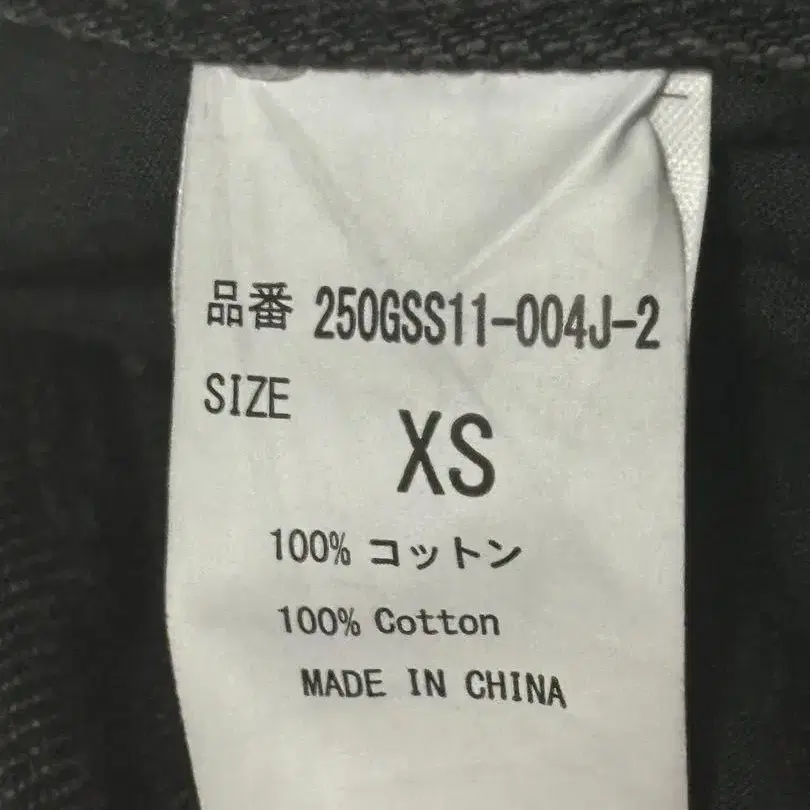 品番 250GSS11-004J-2
SIZE
XS
100% コットン
100% Cotton
MADE IN CHINA